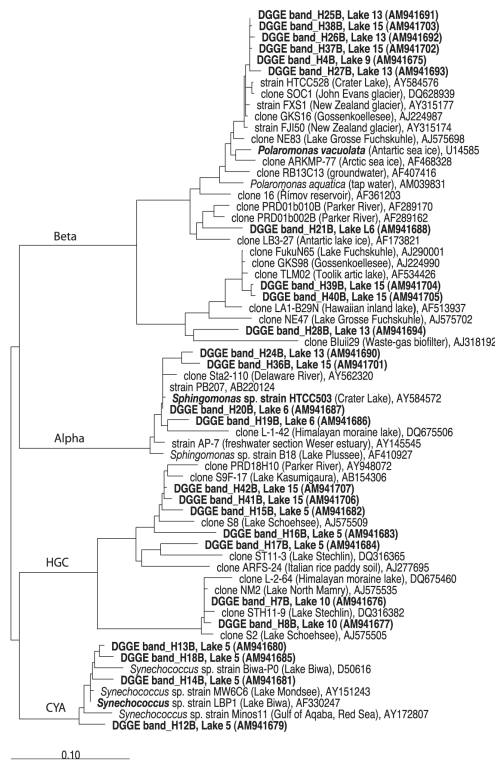 DGGE band_H25B, Lake 13 (AM941691)
DGGE band_H38B, Lake 15 (AM941703)
DGGE band_H26B, Lake 13 (AM941692)
DGGE band_H37B, Lake 15 (AM941702)
DGGE band_H4B, Lake 9 (AM941675)
DGGE band_H27B, Lake 13 (AM941693)
strain HTCC528 (Crater Lake), AY584576
clone SOC1 (John Evans glacier), DQ628939
strain FXS1 (New Zealand glacier), AY315177
clone GKS16 (Gossenkoellesee), AJ224987
strain FJI50 (New Zealand glacier), AY315174
clone NE83 (Lake Grosse Fuchskuhle), AJ575698
Polaromonas vacuolata (Antartic sea ice), U14585
clone ARKMP-77 (Arctic sea ice), AF468328
clone RB13C13 (groundwater), AF407416
Polaromonas aquatica (tap water), AM039831
clone 16 (Rímov reservoir), AF361203
clone PRD01b010B (Parker River), AF289170
clone PRD01b002B (Parker River), AF289162
DGGE band_H21B, Lake L6 (AM941688)
Beta
clone LB3-27 (Antartic lake ice), AF173821
clone FukuN65 (Lake Fuchskuhle), AJ290001
clone GKS98 (Gossenkoellesee), AJ224990
clone TLM02 (Toolik artic lake), AF534426
DGGE band_H39B, Lake 15 (AM941704)
DGGE band_H40B, Lake 15 (AM941705)
clone LA1-B29N (Hawaiian inland lake), AF513937
clone NE47 (Lake Grosse Fuchskuhle), AJ575702
DGGE band_H28B, Lake 13 (AM941694)
clone BIuii29 (Waste-gas biofilter), AJ318192
DGGE band_H24B, Lake 13 (AM941690)
DGGE band_H36B, Lake 15 (AM941701)
clone Sta2-110 (Delaware River), AY562320
strain PB207, AB220124
Sphingomonas sp. strain HTCC503 (Crater Lake), AY584572
DGGE band_H20B, Lake 6 (AM941687)
DGGE band_H19B, Lake 6 (AM941686)
clone L-1-42 (Himalayan moraine lake), DQ675506
Alpha
strain AP-7 (freshwater section Weser estuary), AY145545
Sphingomonas sp. strain B18 (Lake Plussee), AF410927
clone PRD18H10 (Parker River), AY948072
clone S9F-17 (Lake Kasumigaura), AB154306
DGGE band_H42B, Lake 15 (AM941707)
DGGE band_H41B, Lake 15 (AM941706)
DGGE band_H15B, Lake 5 (AM941682)
clone S8 (Lake Schoehsee), AJ575509
DGGE band_H16B, Lake 5 (AM941683)
DGGE band_H17B, Lake 5 (AM941684)
clone ST11-3 (Lake Stechlin), DQ316365
HGC
clone ARFS-24 (Italian rice paddy soil), AJ277695
clone L-2-64 (Himalayan moraine lake), DQ675460
clone NM2 (Lake North Mamry), AJ575535
DGGE band_H7B, Lake 10 (AM941676)
clone STH11-9 (Lake Stechlin), DQ316382
DGGE band_H8B, Lake 10 (AM941677)
clone S2 (Lake Schoehsee), AJ575505
DGGE band_H13B, Lake 5 (AM941680)
DGGE band_H18B, Lake 5 (AM941685)
Synechococcus sp. strain Biwa-P0 (Lake Biwa), D50616
DGGE band_H14B, Lake 5 (AM941681)
Synechococcus sp. strain MW6C6 (Lake Mondsee), AY151243
Synechococcus sp. strain LBP1 (Lake Biwa), AF330247
CYA
Synechococcus sp. strain Minos11 (Gulf of Aqaba, Red Sea), AY172807
DGGE band_H12B, Lake 5 (AM941679)
0.10